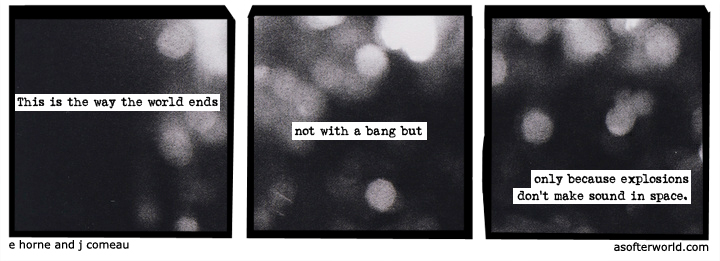 This is the way the world ends
not with a bang but
only because explosions
don't make sound in space.
e horne and j comeau
asofterworld.com